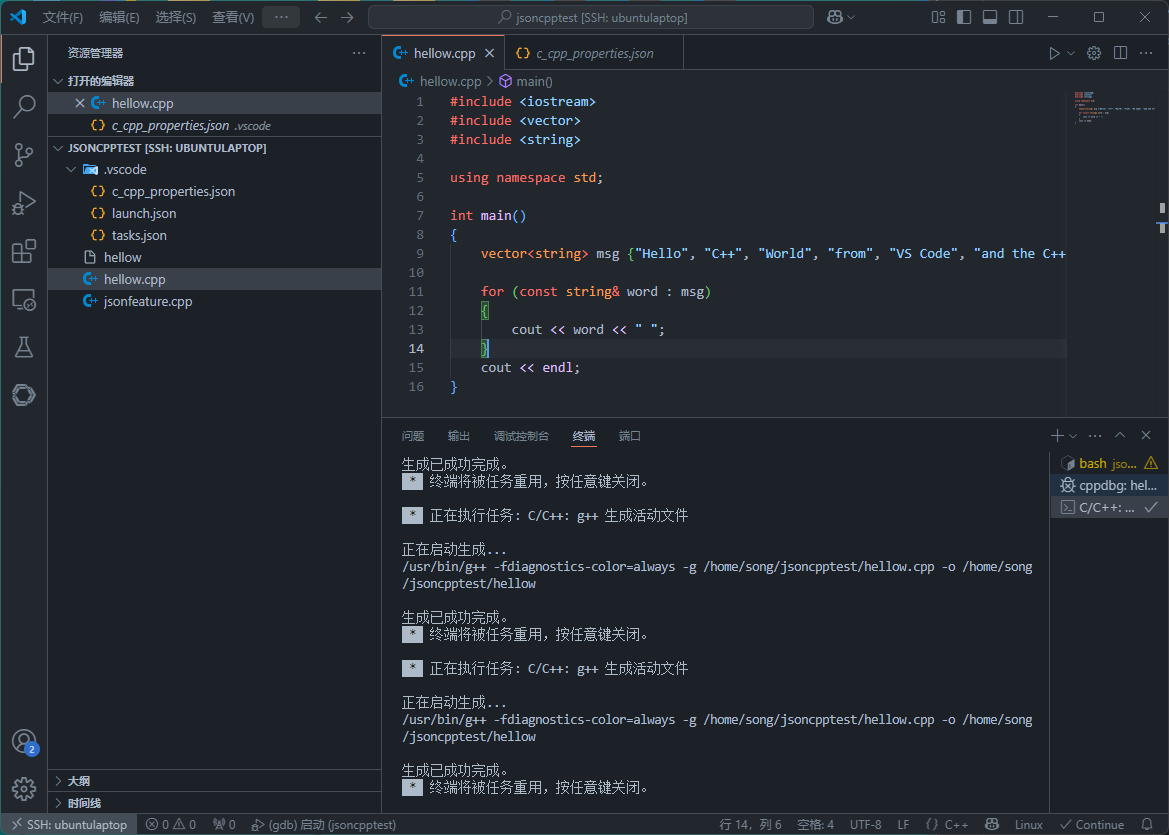 文件(F) 编辑(E) 选择(S) 查看(V) ··· jsoncpptest [SSH: ubuntulaptop]
资源管理器 ···
打开的编辑器
hellow.cpp
c_cpp_properties.json .vscode
JSONCPPTEST [SSH: UBUNTULAPTOP]
.vscode
c_cpp_properties.json
launch.json
tasks.json
hellow
hellow.cpp
jsonfeature.cpp
大纲
时间线
2
hellow.cpp c_cpp_properties.json
hellow.cpp > main()
1 #include <iostream>
2 #include <vector>
3 #include <string>
4
5 using namespace std;
6
7 int main()
8 {
9 vector<string> msg {"Hello", "C++", "World", "from", "VS Code", "and the C++
10
11 for (const string& word : msg)
12 {
13 cout << word << " ";
14 }
15 cout << endl;
16 }
问题 输出 调试控制台 终端 端口
生成已成功完成。
* 终端将被任务重用，按任意键关闭。
* 正在执行任务: C/C++: g++ 生成活动文件
正在启动生成...
/usr/bin/g++ -fdiagnostics-color=always -g /home/song/jsoncpptest/hellow.cpp -o /home/song
/jsoncpptest/hellow
生成已成功完成。
* 终端将被任务重用，按任意键关闭。
* 正在执行任务: C/C++: g++ 生成活动文件
正在启动生成...
/usr/bin/g++ -fdiagnostics-color=always -g /home/song/jsoncpptest/hellow.cpp -o /home/song
/jsoncpptest/hellow
生成已成功完成。
* 终端将被任务重用，按任意键关闭。
bash jso...
cppdbg: hel...
C/C++: ...
SSH: ubuntulaptop 0 0 0 (gdb) 启动 (jsoncpptest) 行 14，列 6 空格: 4 UTF-8 LF {} C++ Linux Continue